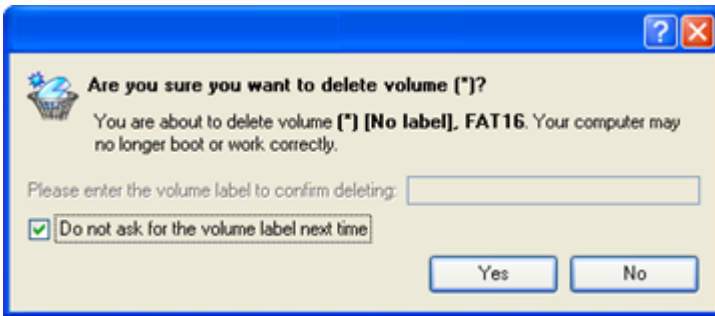 Are you sure you want to delete volume (*)?
You are about to delete volume (*) [No label], FAT16. Your computer may
no longer boot or work correctly.
Please enter the volume label to confirm deleting:
Do not ask for the volume label next time
Yes No